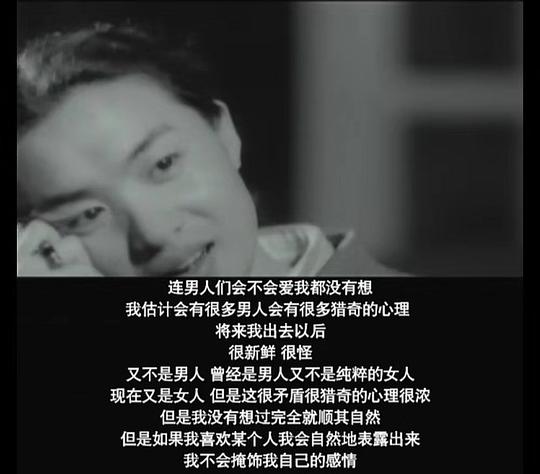 连男人们会不会爱我都没有想
我估计会有很多男人会有很多猎奇的心理
将来我出去以后
很新鲜 很怪
又不是男人 曾经是男人又不是纯粹的女人
现在又是女人 但是这很矛盾很猎奇的心理很浓
但是我没有想过完全就顺其自然
但是如果我喜欢某个人我会自然地表露出来
我不会掩饰我自己的感情